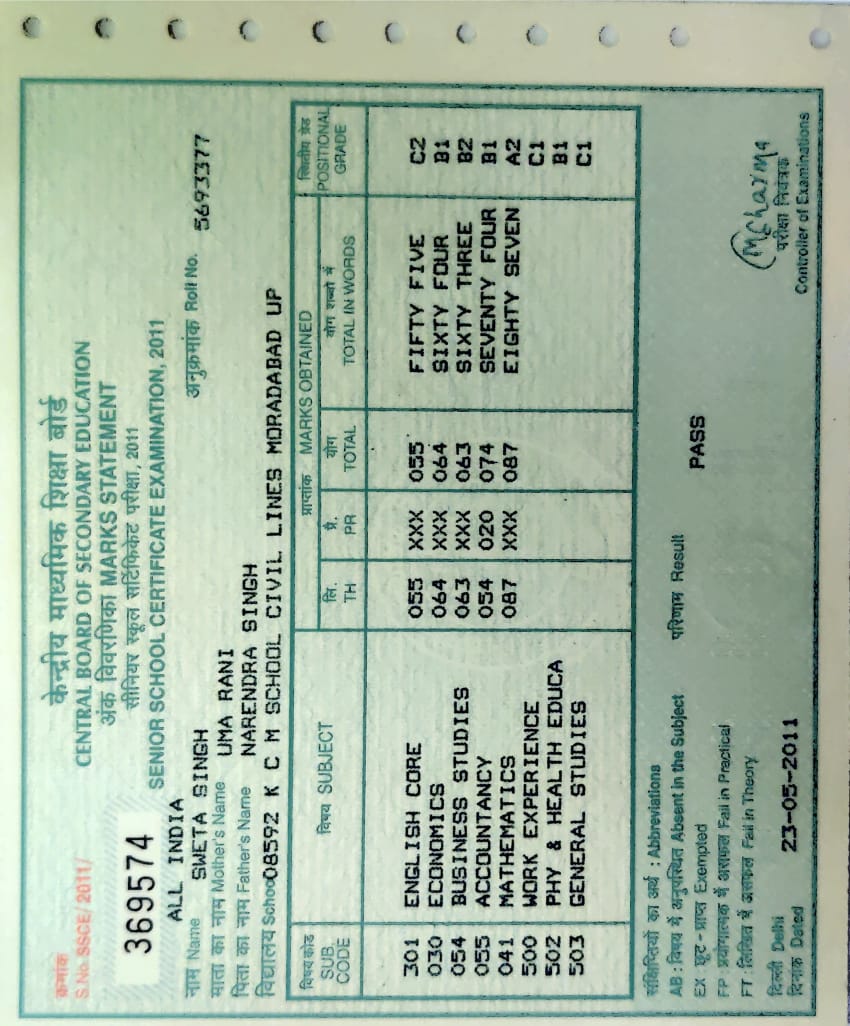 क्रमांक
S.No.SSCE/2011/
369574
केन्द्रीय माध्यमिक शिक्षा बोर्ड
CENTRAL BOARD OF SECONDARY EDUCATION
अंक विवरणिका MARKS STATEMENT
सीनियर स्कूल सर्टिफिकेट परीक्षा, 2011
SENIOR SCHOOL CERTIFICATE EXAMINATION, 2011
ALL INDIA
नाम Name SWETA SINGH अनुक्रमांक Roll No. 5693377
माता का नाम Mother's Name UMA RANI
पिता का नाम Father's Name NARENDRA SINGH
विद्यालय School 08592 K C M SCHOOL CIVIL LINES MORADABAD UP
विषय कोड SUB. CODE विषय SUBJECT प्राप्तांक MARKS OBTAINED स्थितीय ग्रेड POSITIONAL GRADE
लि. TH प्रै. PR योग TOTAL योग शब्दों में TOTAL IN WORDS
301 ENGLISH CORE 055 XXX 055 FIFTY FIVE C2
030 ECONOMICS 064 XXX 064 SIXTY FOUR B1
054 BUSINESS STUDIES 063 XXX 063 SIXTY THREE B2
055 ACCOUNTANCY 054 020 074 SEVENTY FOUR B1
041 MATHEMATICS 087 XXX 087 EIGHTY SEVEN A2
500 WORK EXPERIENCE C1
502 PHY & HEALTH EDUCA B1
503 GENERAL STUDIES C1
संक्षिप्तियों का अर्थ : Abbreviations
AB : विषय में अनुपस्थित Absent in the Subject परिणाम Result PASS
EX छूट-प्राप्त Exempted
FP : प्रयोगात्मक में असफल Fail in Practical
FT : लिखित में असफल Fail in Theory
दिल्ली Delhi
दिनांक Dated 23-05-2011
MCharma
परीक्षा नियंत्रक
Controller of Examinations